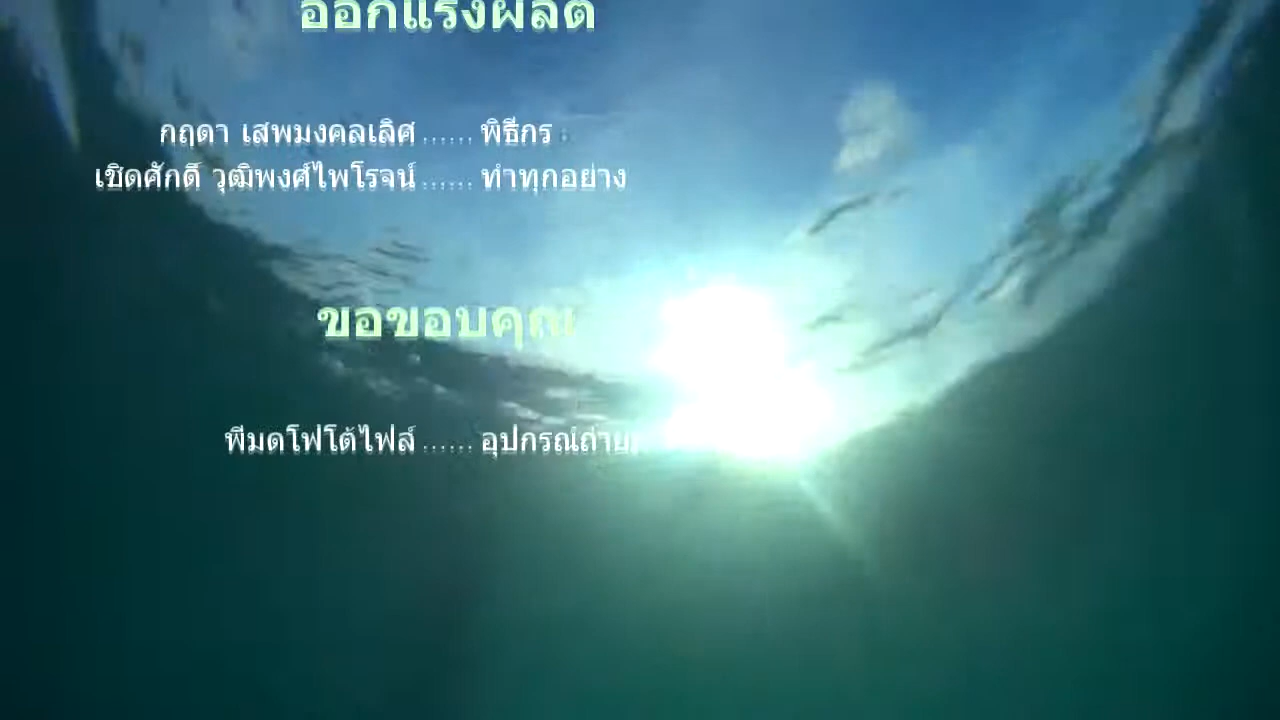 ออกแรงผลิต
กฤดา เสพมงคลเลิศ ...... พิธีกร
เชิดศักดิ์ วุฒิพงศ์ไพโรจน์ ...... ทำทุกอย่าง
ขอขอบคุณ
พี่มดโฟโต้ไฟล์ ...... อุปกรณ์ถ่าย